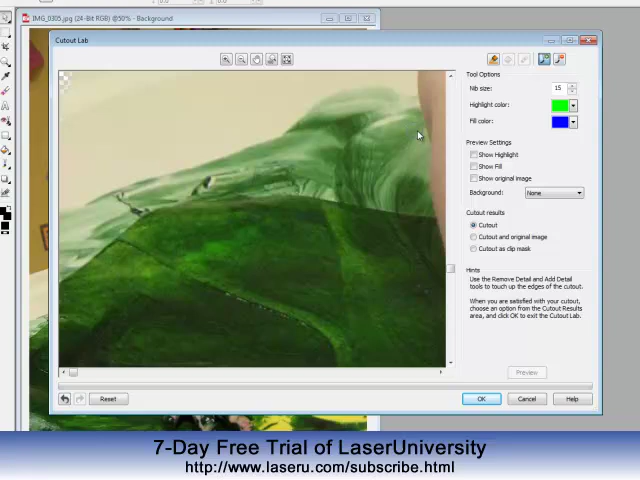 IMG_0305.jpg (24-Bit RGB) @50% - Background
Cutout Lab
Tool Options
Nib size: 15
Highlight color:
Fill color:
Preview Settings
Show Highlight
Show Fill
Show original image
Background: None
Cutout results
Cutout
Cutout and original image
Cutout as clip mask
Hints
Use the Remove Detail and Add Detail
tools to touch up the edges of the cutout.
When you are satisfied with your cutout,
choose an option from the Cutout Results
area, and click OK to exit the Cutout Lab.
Preview
Reset
OK
Cancel
Help
7-Day Free Trial of LaserUniversity
http://www.laseru.com/subscribe.html